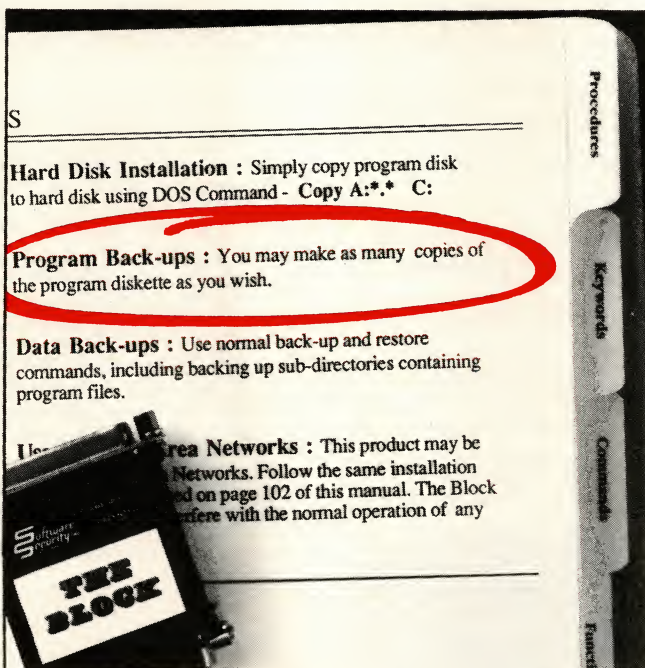 S
Hard Disk Installation : Simply copy program disk
to hard disk using DOS Command - Copy A:*.* C:
Program Back-ups : You may make as many copies of
the program diskette as you wish.
Data Back-ups : Use normal back-up and restore
commands, including backing up sub-directories containing
program files.
rea Networks : This product may be
Networks. Follow the same installation
ed on page 102 of this manual. The Block
rfere with the normal operation of any
Software
Security
THE
BLOCK
Procedures
Keywords
Commands
Funct